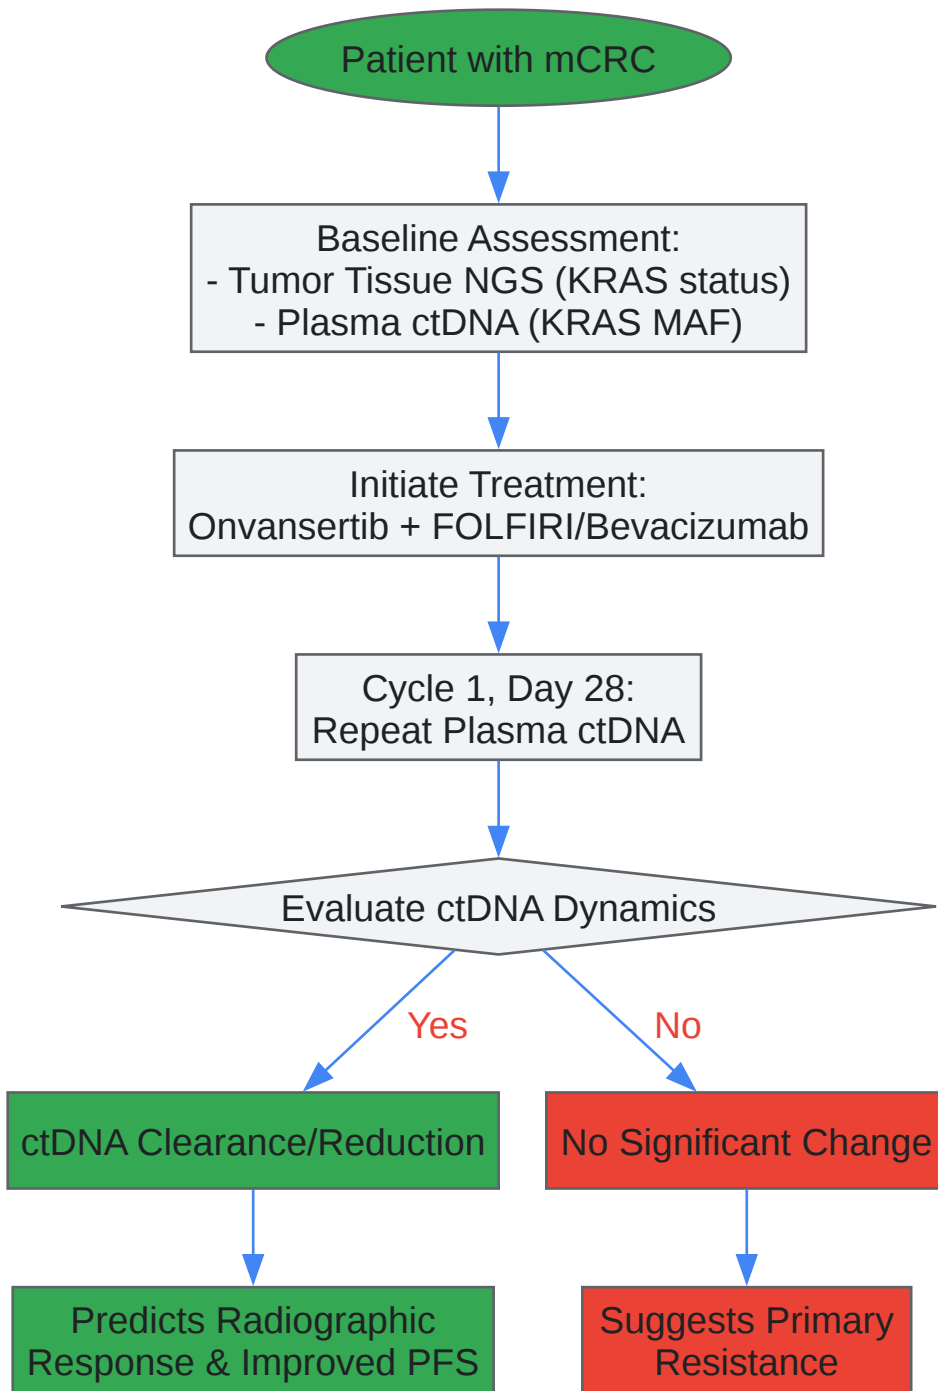 Patient with mCRC
Baseline Assessment:
- Tumor Tissue NGS (KRAS status)
- Plasma ctDNA (KRAS MAF)
Initiate Treatment:
Onvansertib + FOLFIRI/Bevacizumab
Cycle 1, Day 28:
Repeat Plasma ctDNA
Evaluate ctDNA Dynamics
Yes
No
ctDNA Clearance/Reduction
No Significant Change
Predicts Radiographic
Response & Improved PFS
Suggests Primary
Resistance